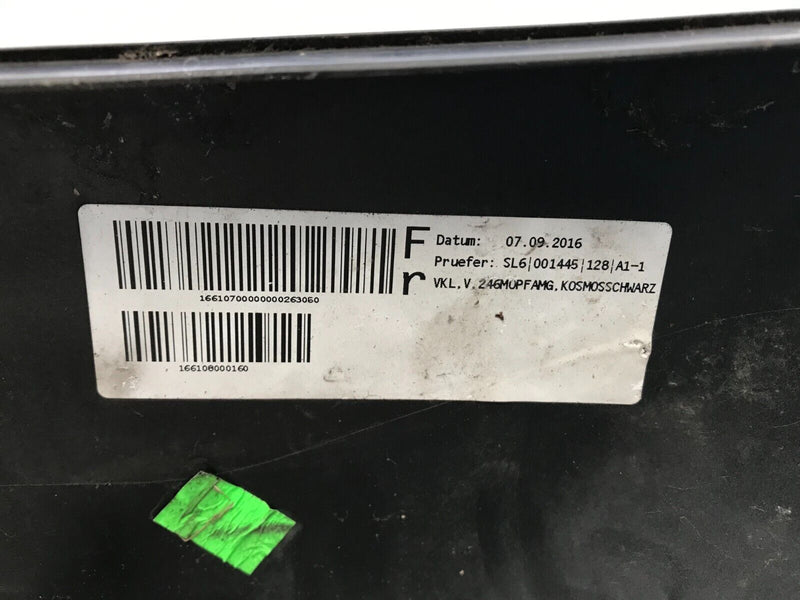 1661070000000263060
166108000160
Fr
Datum: 07.09.2016
Pruefer: SL6|001445|128|A1-1
VKL,V.246MOPFAMG,KOSMOSSCHWARZ